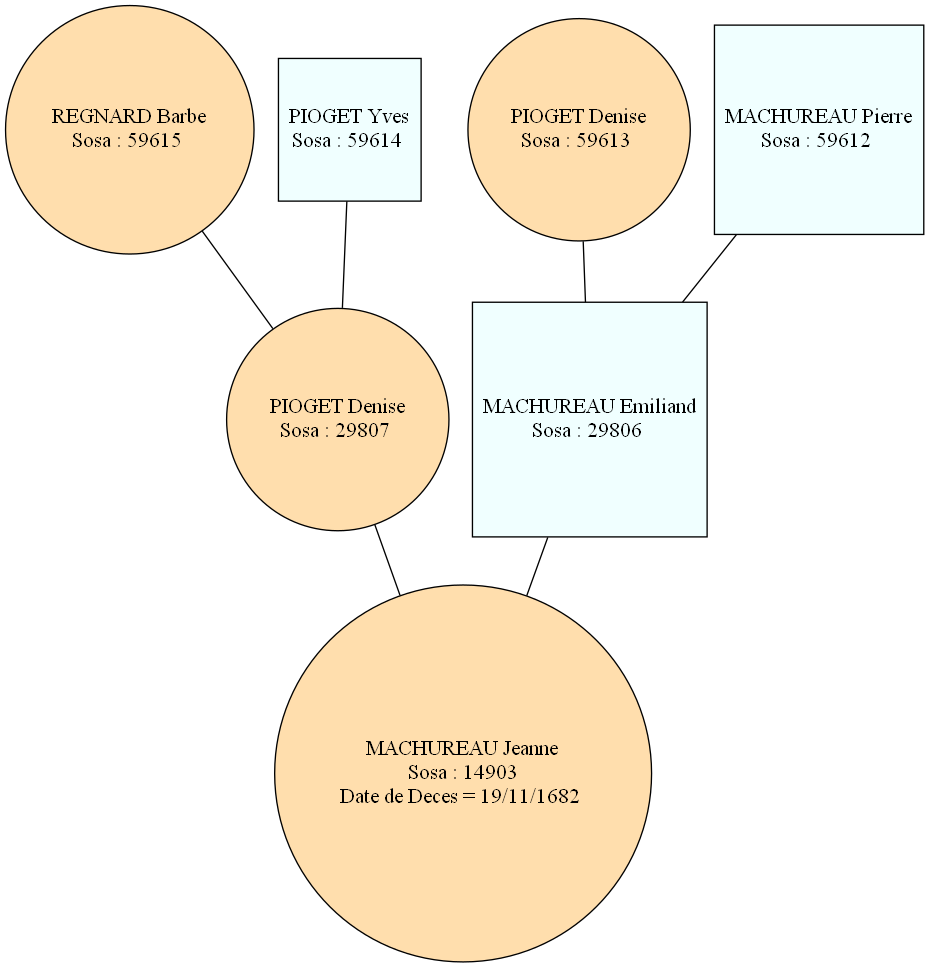 REGNARD Barbe
Sosa : 59615
PIOGET Yves
Sosa : 59614
PIOGET Denise
Sosa : 59613
MACHUREAU Pierre
Sosa : 59612
PIOGET Denise
Sosa : 29807
MACHUREAU Emiliand
Sosa : 29806
MACHUREAU Jeanne
Sosa : 14903
Date de Deces = 19/11/1682